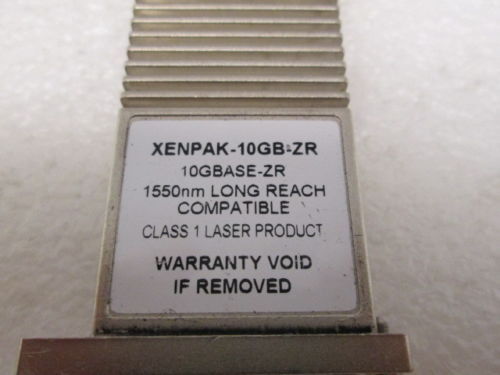 XENPAK-10GB-ZR
10GBASE-ZR
1550nm LONG REACH
COMPATIBLE
CLASS 1 LASER PRODUCT
WARRANTY VOID
IF REMOVED